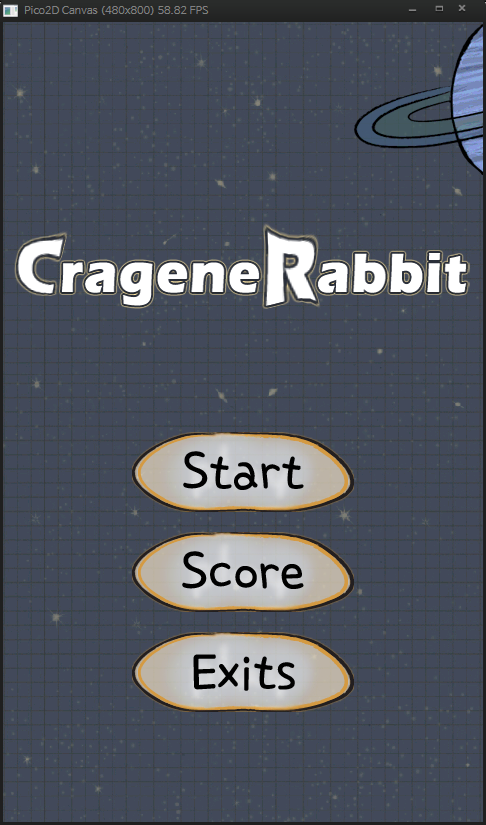 Pico2D Canvas (480x800) 58.82 FPS
CrageneRabbit
Start
Score
Exits